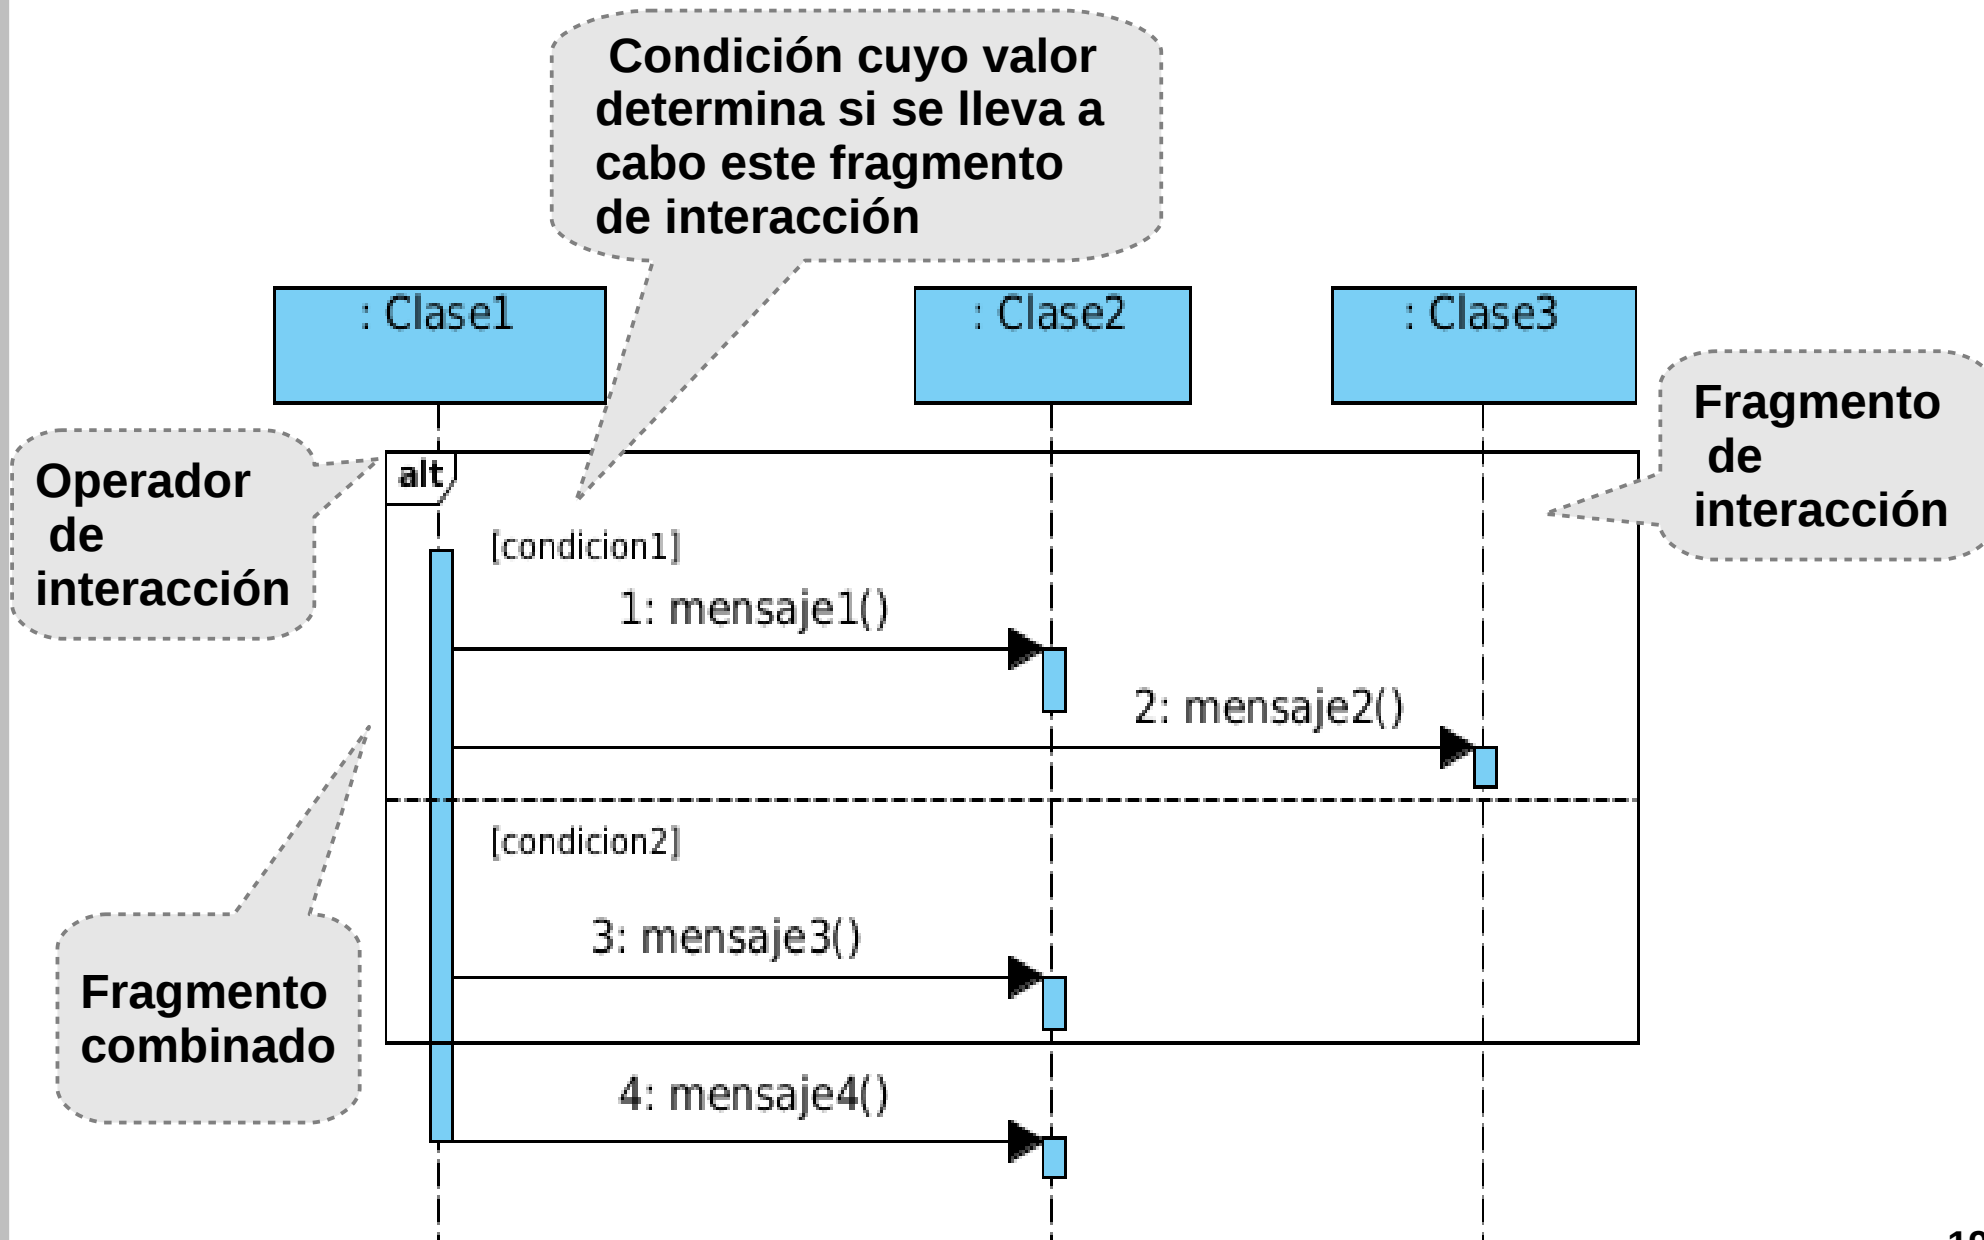 Condición cuyo valor
determina si se lleva a
cabo este fragmento
de interacción
: Clase1
: Clase2
: Clase3
Fragmento
de
interacción
Operador
de
interacción
alt
[condicion1]
1: mensaje1()
2: mensaje2()
[condicion2]
3: mensaje3()
Fragmento
combinado
4: mensaje4()